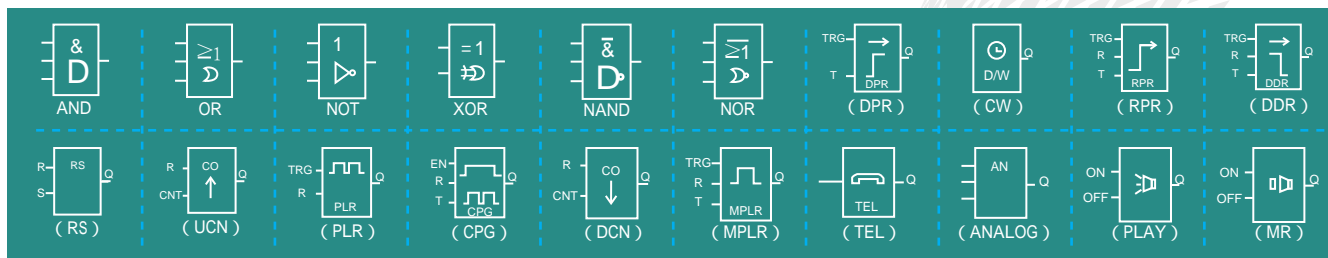 & D AND
≥1 OR
1 NOT
=1 XOR
& D NAND
≥1 NOR
TRG T Q DPR (DPR)
D/W (CW)
TRG R T Q RPR (RPR)
TRG R T Q DDR (DDR)
R S RS Q (RS)
R CNT CO Q (UCN)
TRG R Q PLR (PLR)
EN R T Q CPG (CPG)
R CNT CO Q (DCN)
TRG R T Q MPLR (MPLR)
Q TEL (TEL)
AN Q (ANALOG)
ON OFF Q (PLAY)
ON OFF Q (MR)